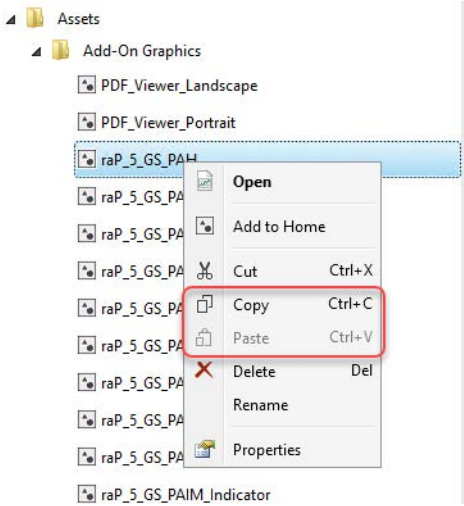 Assets
Add-On Graphics
PDF_Viewer_Landscape
PDF_Viewer_Portrait
raP_5_GS_PAH
Open
raP_5_GS_PA
Add to Home
raP_5_GS_PA
Cut Ctrl+X
raP_5_GS_PA
Copy Ctrl+C
raP_5_GS_PA
Paste Ctrl+V
raP_5_GS_PA
Delete Del
raP_5_GS_PA
Rename
raP_5_GS_PA
Properties
raP_5_GS_PA
raP_5_GS_PAIM_Indicator